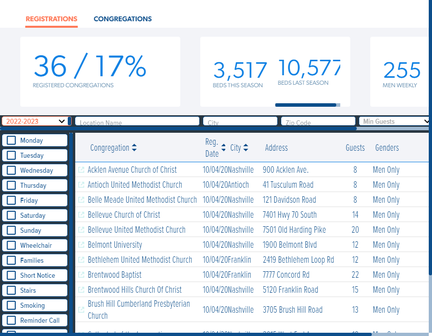 REGISTRATIONS CONGREGATIONS
36 / 17%
REGISTERED CONGREGATIONS
3,517
BEDS THIS SEASON
10,577
BEDS LAST SEASON
255
MEN WEEKLY
2022-2023 Location Name City Zip Code Min Guests
Monday
Tuesday
Wednesday
Thursday
Friday
Saturday
Sunday
Wheelchair
Families
Short Notice
Stairs
Smoking
Reminder Call
Congregation Reg. Date City Address Guests Genders
Acklen Avenue Church of Christ 10/04/20 Nashville 900 Acklen Ave. 8 Men Only
Antioch United Methodist Church 10/04/20 Antioch 41 Tusculum Road 8 Men Only
Belle Meade United Methodist Church 10/04/20 Nashville 121 Davidson Road 8 Men Only
Bellevue Church of Christ 10/04/20 Nashville 7401 Hwy 70 South 14 Men Only
Bellevue United Methodist Church 10/04/20 Nashville 7501 Old Harding Pike 20 Men Only
Belmont University 10/04/20 Nashville 1900 Belmont Blvd 12 Men Only
Bethlehem United Methodist Church 10/04/20 Franklin 2419 Bethlehem Loop Rd 12 Men Only
Brentwood Baptist 10/04/20 Franklin 7777 Concord Rd 22 Men Only
Brentwood Hills Church Of Christ 10/04/20 Nashville 5120 Franklin Road 15 Men Only
Brush Hill Cumberland Presbyterian Church 10/04/20 Nashville 3705 Brush Hill Road 13 Men Only